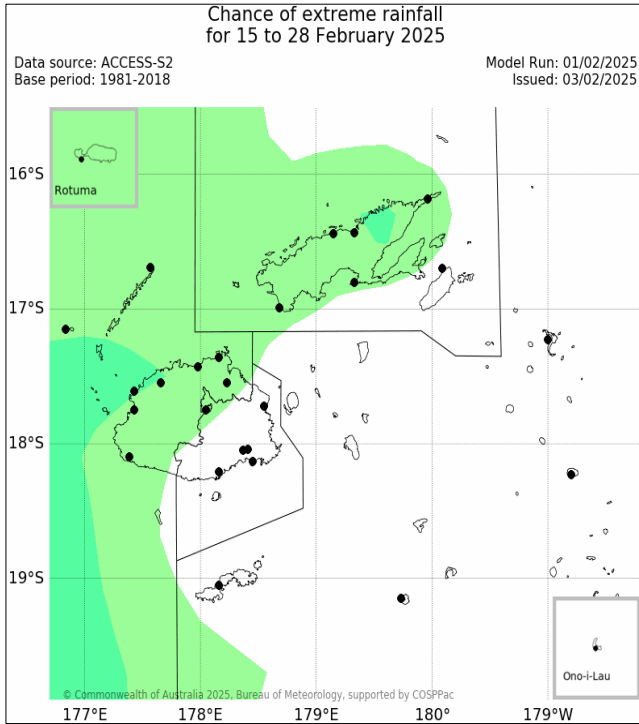 Chance of extreme rainfall
for 15 to 28 February 2025
Data source: ACCESS-S2
Base period: 1981-2018
Model Run: 01/02/2025
Issued: 03/02/2025
Rotuma
16°S
17°S
18°S
19°S
Ono-i-Lau
© Commonwealth of Australia 2025, Bureau of Meteorology, supported by COSPPac
177°E
178°E
179°E
180°
179°W